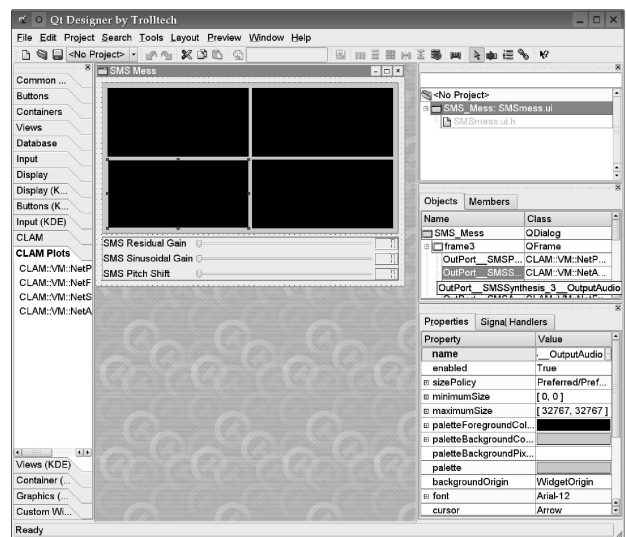 Qt Designer by Trolltech
File Edit Project Search Tools Layout Preview Window Help
<No Project>
Common ...
Buttons
Containers
Views
Database
Input
Display
Display (K...
Buttons (K...
Input (KDE)
CLAM
CLAM Plots
CLAM::VM::NetP
CLAM::VM::NetF
CLAM::VM::NetS
CLAM::VM::NetA
Views (KDE)
Container (...
Graphics (...
Custom Wi...
SMS Mess
SMS Residual Gain
SMS Sinusoidal Gain
SMS Pitch Shift
<No Project>
SMS_Mess: SMSmess.ui
SMSmess.ui.h
Objects Members
Name Class
SMS_Mess QDialog
frame3 QFrame
OutPort__SMSP... CLAM::VM::NetP...
OutPort__SMSS... CLAM::VM::NetA...
OutPort__SMSSynthesis_3__OutputAudio
Properties Signal Handlers
Property Value
name __OutputAudio
enabled True
sizePolicy Preferred/Pref...
minimumSize [ 0, 0 ]
maximumSize [ 32767, 32767 ]
paletteForegroundCol...
paletteBackgroundCo...
paletteBackgroundPix...
palette
backgroundOrigin WidgetOrigin
font Arial-12
cursor Arrow
Ready